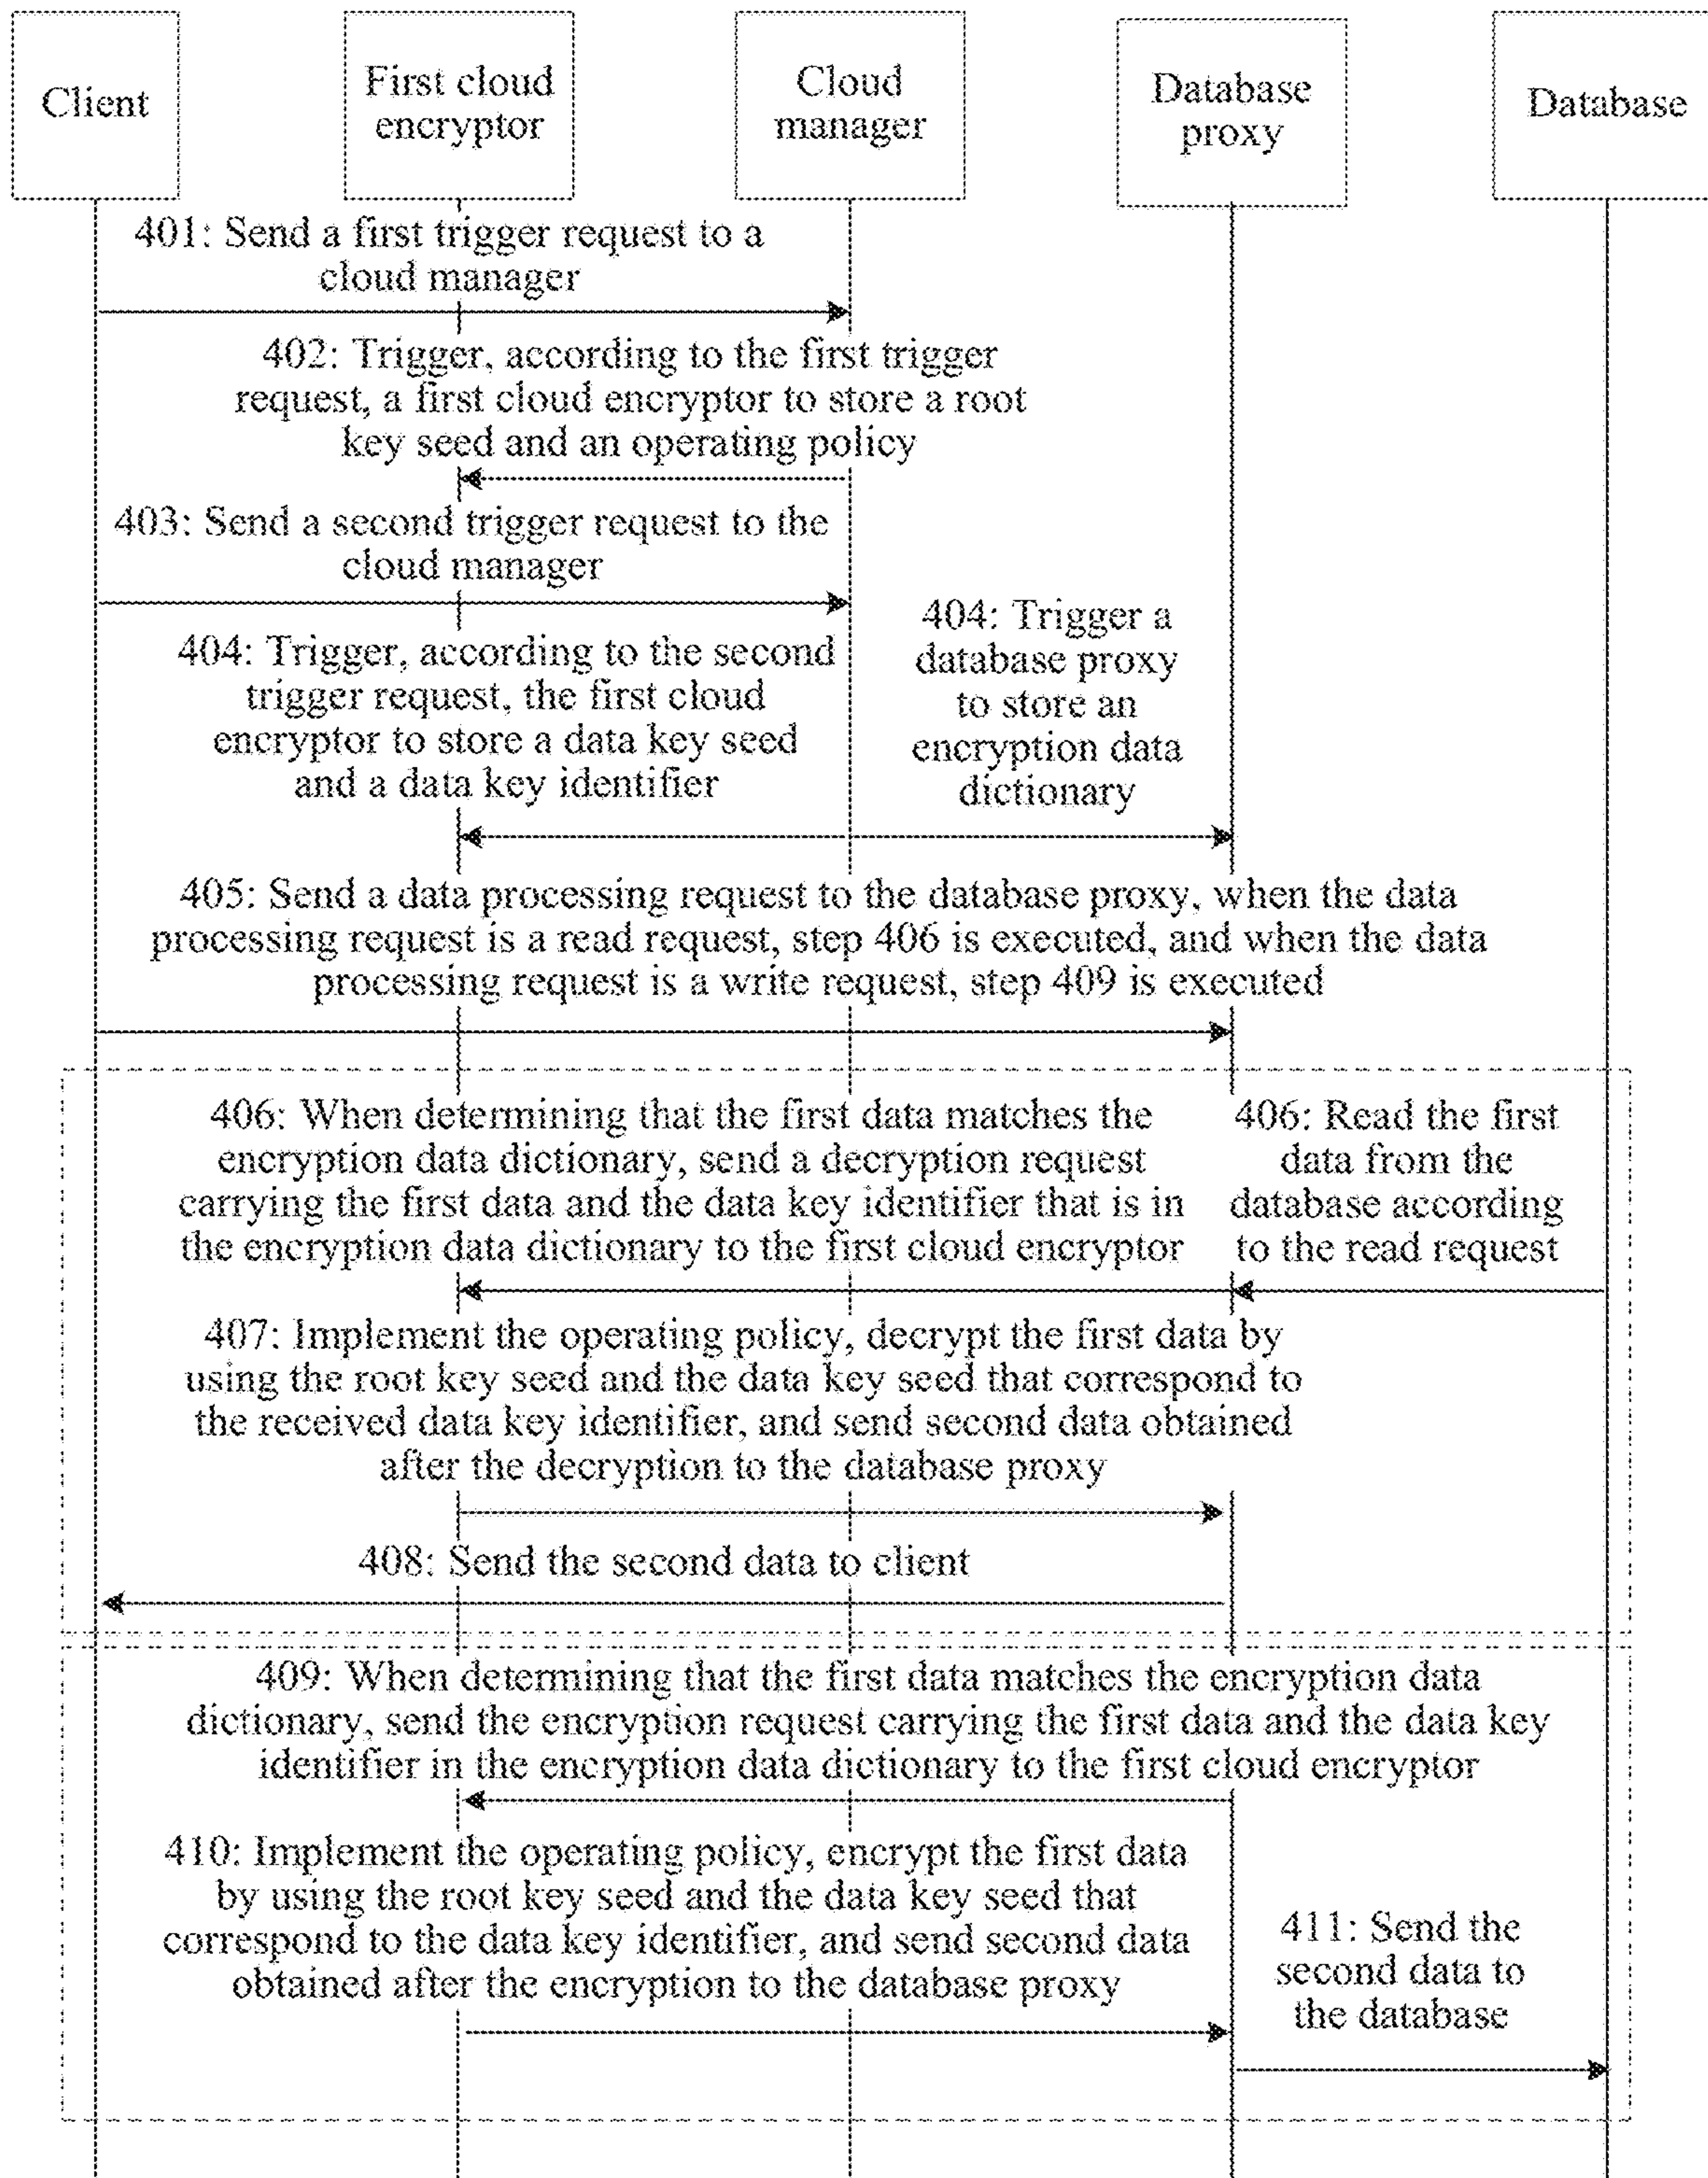 Client
First cloud
encryptor
Cloud
manager
Database
proxy
Database
401: Send a first trigger request to a
cloud manager
402: Trigger, according to the first trigger
request, a first cloud encryptor to store a root
key seed and an operating policy
403: Send a second trigger request to the
cloud manager
404: Trigger, according to the second
trigger request, the first cloud
encryptor to store a data key seed
and a data key identifier
404: Trigger a
database proxy
to store an
encryption data
dictionary
405: Send a data processing request to the database proxy, when the data
processing request is a read request, step 406 is executed, and when the data
processing request is a write request, step 409 is executed
406: When determining that the first data matches the
encryption data dictionary, send a decryption request
carrying the first data and the data key identifier that is in
the encryption data dictionary to the first cloud encryptor
406: Read the first
data from the
database according
to the read request
407: Implement the operating policy, decrypt the first data by
using the root key seed and the data key seed that correspond to
the received data key identifier, and send second data obtained
after the decryption to the database proxy
408: Send the second data to client
409: When determining that the first data matches the encryption data
dictionary, send the encryption request carrying the first data and the data key
identifier in the encryption data dictionary to the first cloud encryptor
410: Implement the operating policy, encrypt the first data
by using the root key seed and the data key seed that
correspond to the data key identifier, and send second data
obtained after the encryption to the database proxy
411: Send the
second data to
the database